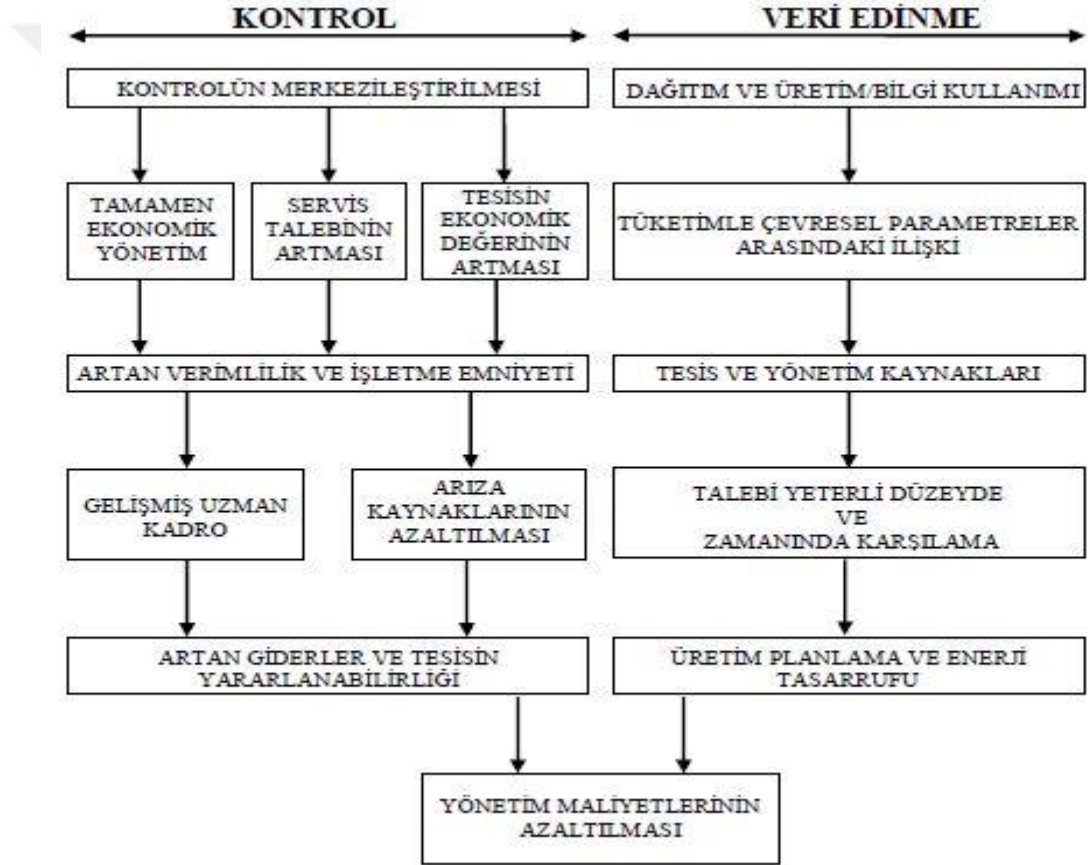 KONTROL
VERİ EDİNME
KONTROLÜN MERKEZİLEŞTİRİLMESİ
DAĞITIM VE ÜRETİM/BİLGİ KULLANIMI
TAMAMEN
EKONOMİK
YÖNETİM
SERVİS
TALEBİNİN
ARTMASI
TESİSİN
EKONOMİK
DEĞERİNİN
ARTMASI
TÜKETİMLE ÇEVRESEL PARAMETRELER
ARASINDAKİ İLİŞKİ
ARTAN VERİMLİLİK VE İŞLETME EMNİYETİ
TESİS VE YÖNETİM KAYNAKLARI
GELİŞMİŞ UZMAN
KADRO
ARIZA
KAYNAKLARININ
AZALTILMASI
TALEBİ YETERLİ DÜZEYDE
VE
ZAMANINDA KARŞILAMA
ARTAN GİDERLER VE TESİSİN
YARARLANABİLİRLİĞİ
ÜRETİM PLANLAMA VE ENERJİ
TASARRUFU
YÖNETİM MALİYETLERİNİN
AZALTILMASI